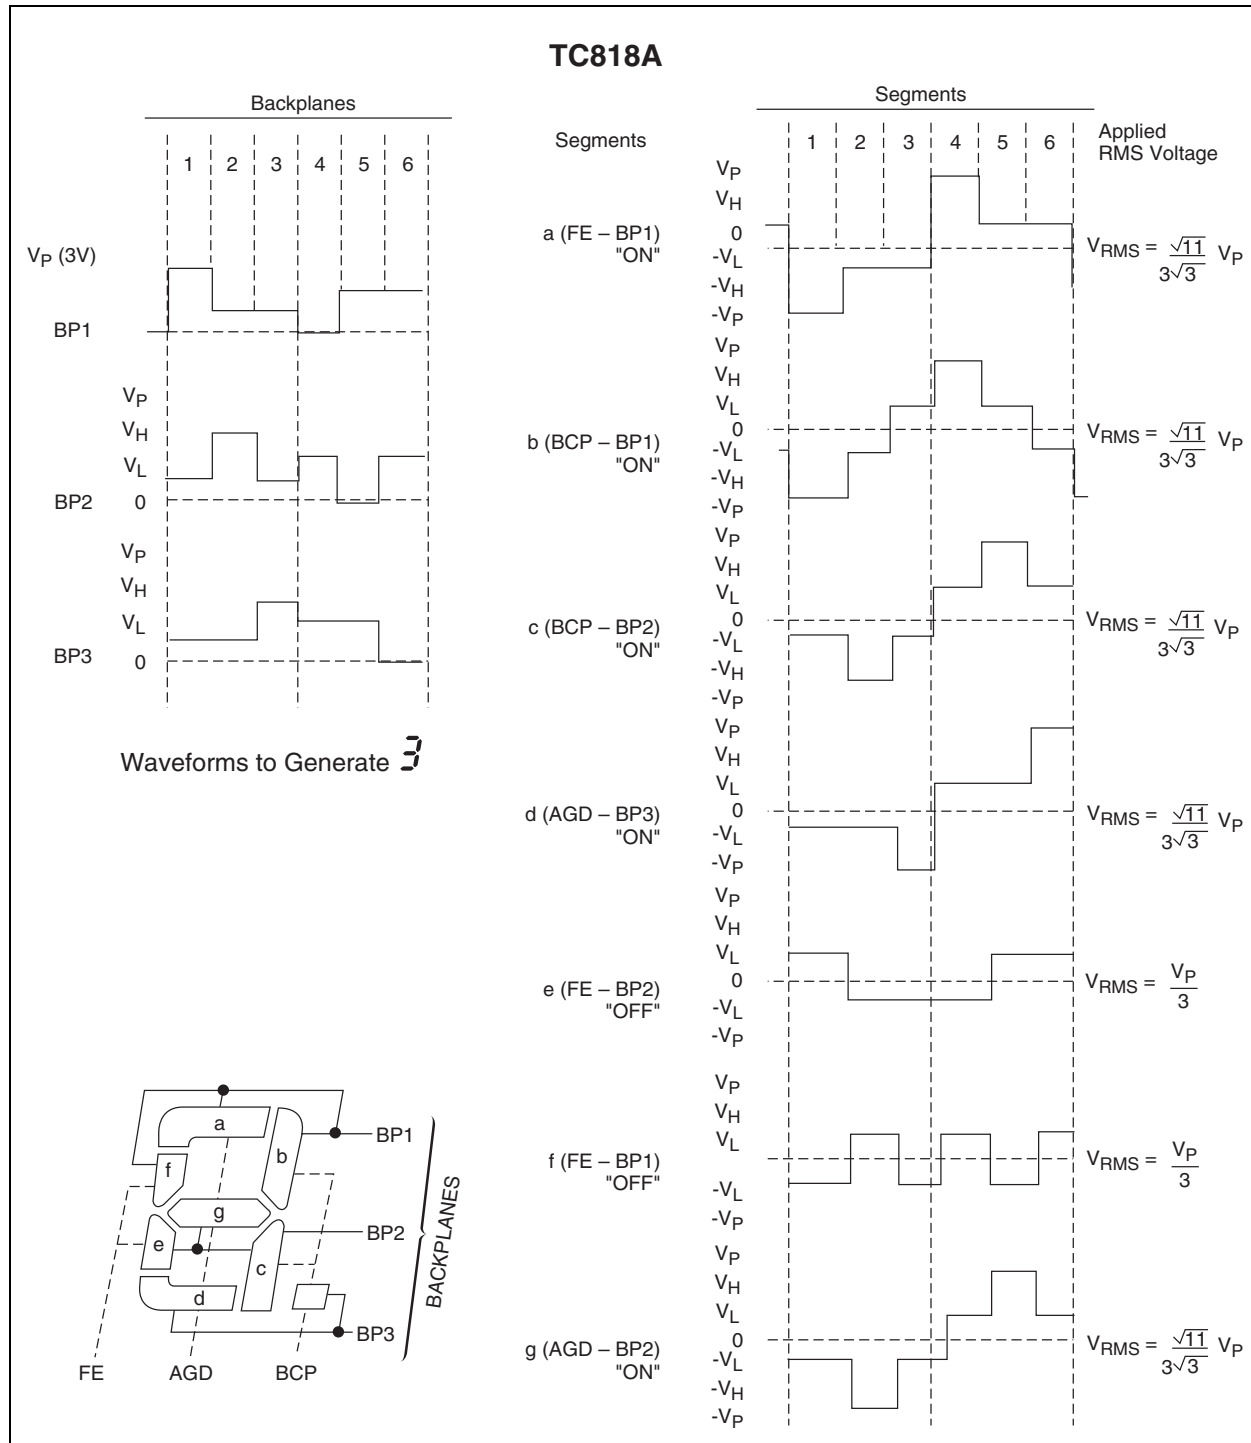 TC818A
Backplanes
1 2 3 4 5 6
VP (3V)
BP1
VP
VH
VL
BP2 0
VP
VH
VL
BP3 0
Waveforms to Generate 3
a
b
f
g
e
c
d
BP1
BP2
BP3
BACKPLANES
FE AGD BCP
Segments
Segments
1 2 3 4 5 6
Applied
RMS Voltage
VP
VH
0
-VL
-VH
-VP
a (FE – BP1)
"ON"
VRMS = √11 / 3√3 VP
VP
VH
VL
0
-VL
-VH
-VP
b (BCP – BP1)
"ON"
VRMS = √11 / 3√3 VP
VP
VH
VL
0
-VL
-VH
-VP
c (BCP – BP2)
"ON"
VRMS = √11 / 3√3 VP
VP
VH
VL
0
-VL
-VP
d (AGD – BP3)
"ON"
VRMS = √11 / 3√3 VP
VP
VH
VL
0
-VL
-VP
e (FE – BP2)
"OFF"
VRMS = VP / 3
VP
VH
VL
-VL
-VP
f (FE – BP1)
"OFF"
VRMS = VP / 3
VP
VH
VL
0
-VL
-VH
-VP
g (AGD – BP2)
"ON"
VRMS = √11 / 3√3 VP